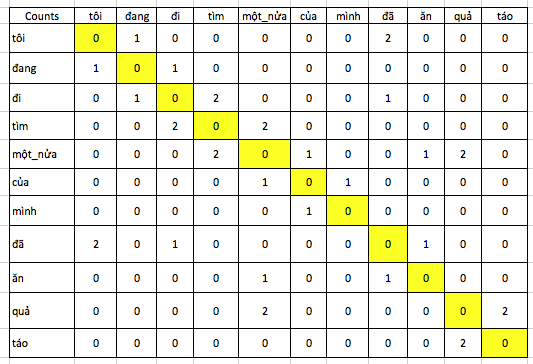 Counts tôi đang đi tìm một_nửa của mình đã ăn quả táo
tôi 0 1 0 0 0 0 0 2 0 0 0
đang 1 0 1 0 0 0 0 0 0 0 0
đi 0 1 0 2 0 0 0 1 0 0 0
tìm 0 0 2 0 2 0 0 0 0 0 0
một_nửa 0 0 0 2 0 1 0 0 1 2 0
của 0 0 0 0 1 0 1 0 0 0 0
mình 0 0 0 0 0 1 0 0 0 0 0
đã 2 0 1 0 0 0 0 0 1 0 0
ăn 0 0 0 0 1 0 0 1 0 0 0
quả 0 0 0 0 2 0 0 0 0 0 2
táo 0 0 0 0 0 0 0 0 0 2 0